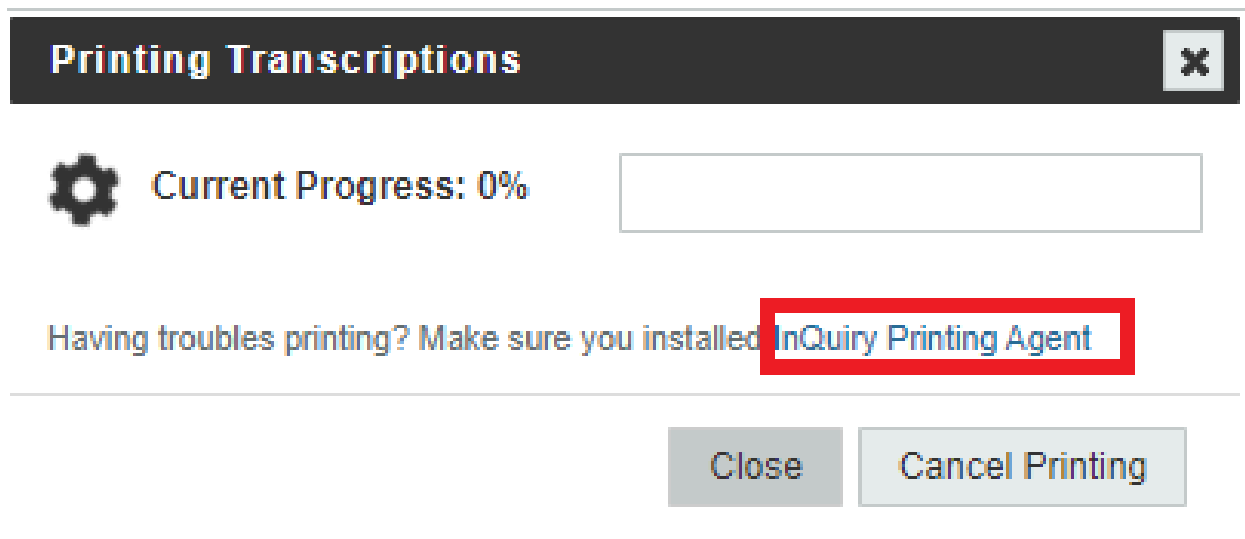 Printing Transcriptions
Current Progress: 0%
Having troubles printing? Make sure you installed InQuiry Printing Agent
Close
Cancel Printing